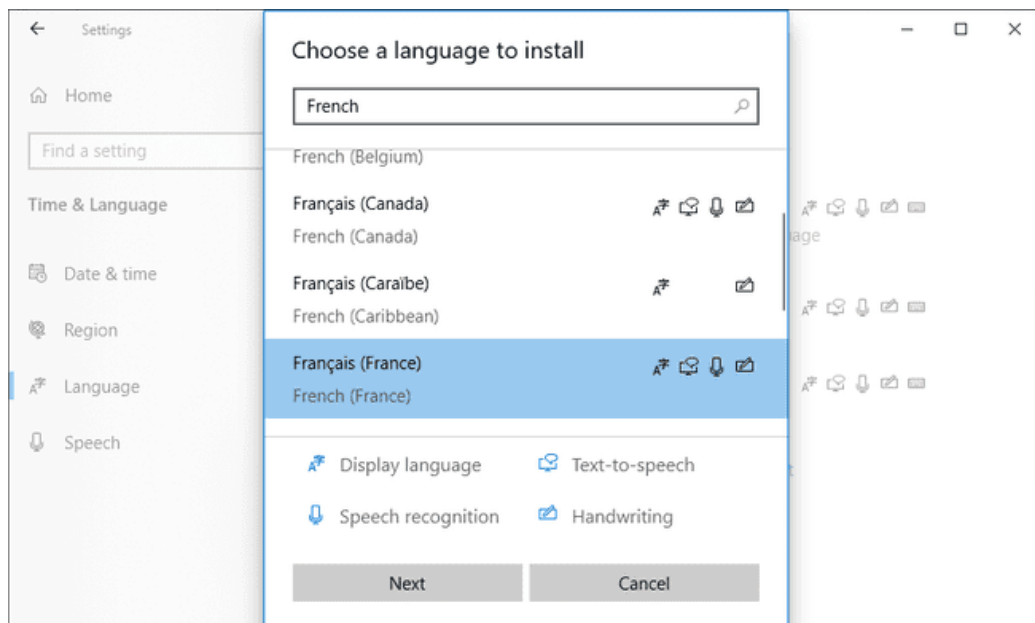 Settings
Home
Find a setting
Time & Language
Date & time
Region
Language
Speech
Choose a language to install
French
French (Belgium)
Français (Canada)
French (Canada)
Français (Caraïbe)
French (Caribbean)
Français (France)
French (France)
Display language
Text-to-speech
Speech recognition
Handwriting
Next
Cancel